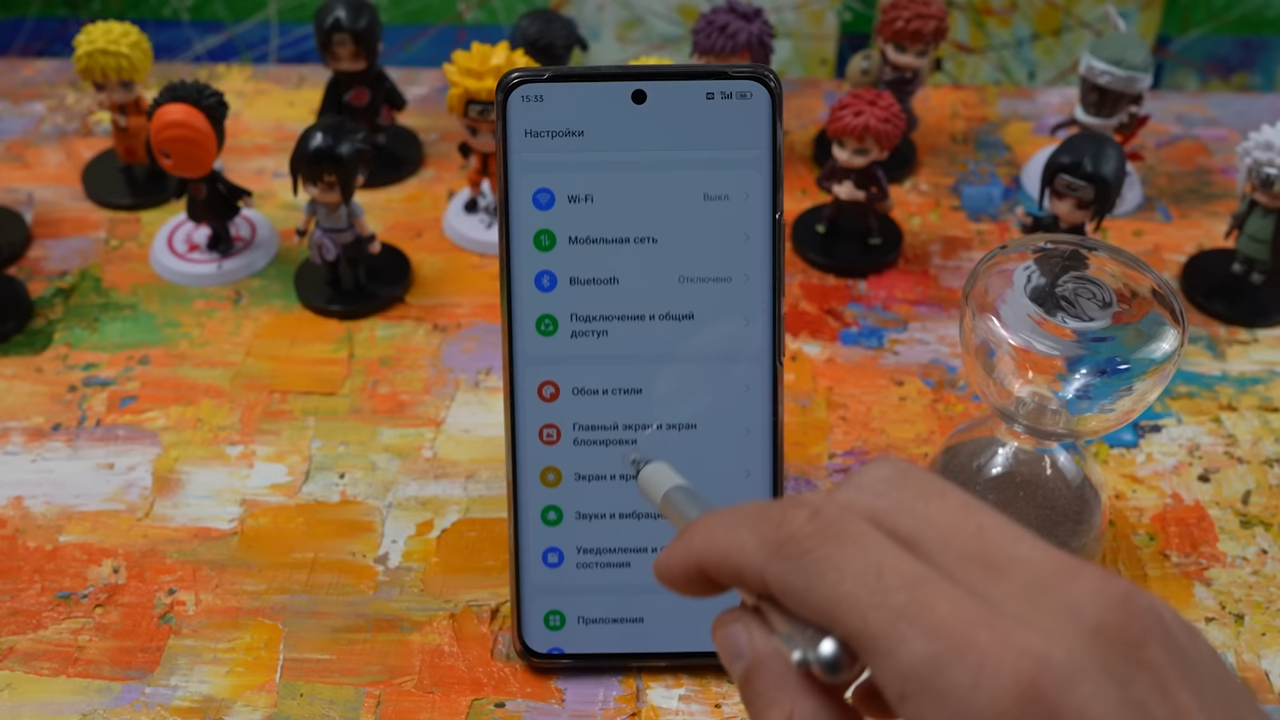 15:33
Настройки
Wi-Fi Выкл.
Мобильная сеть
Bluetooth Отключено
Подключение и общий
доступ
Обои и стили
Главный экран и экран
блокировки
Экран и
Звуки и
Уведомления и
состояния
Приложения